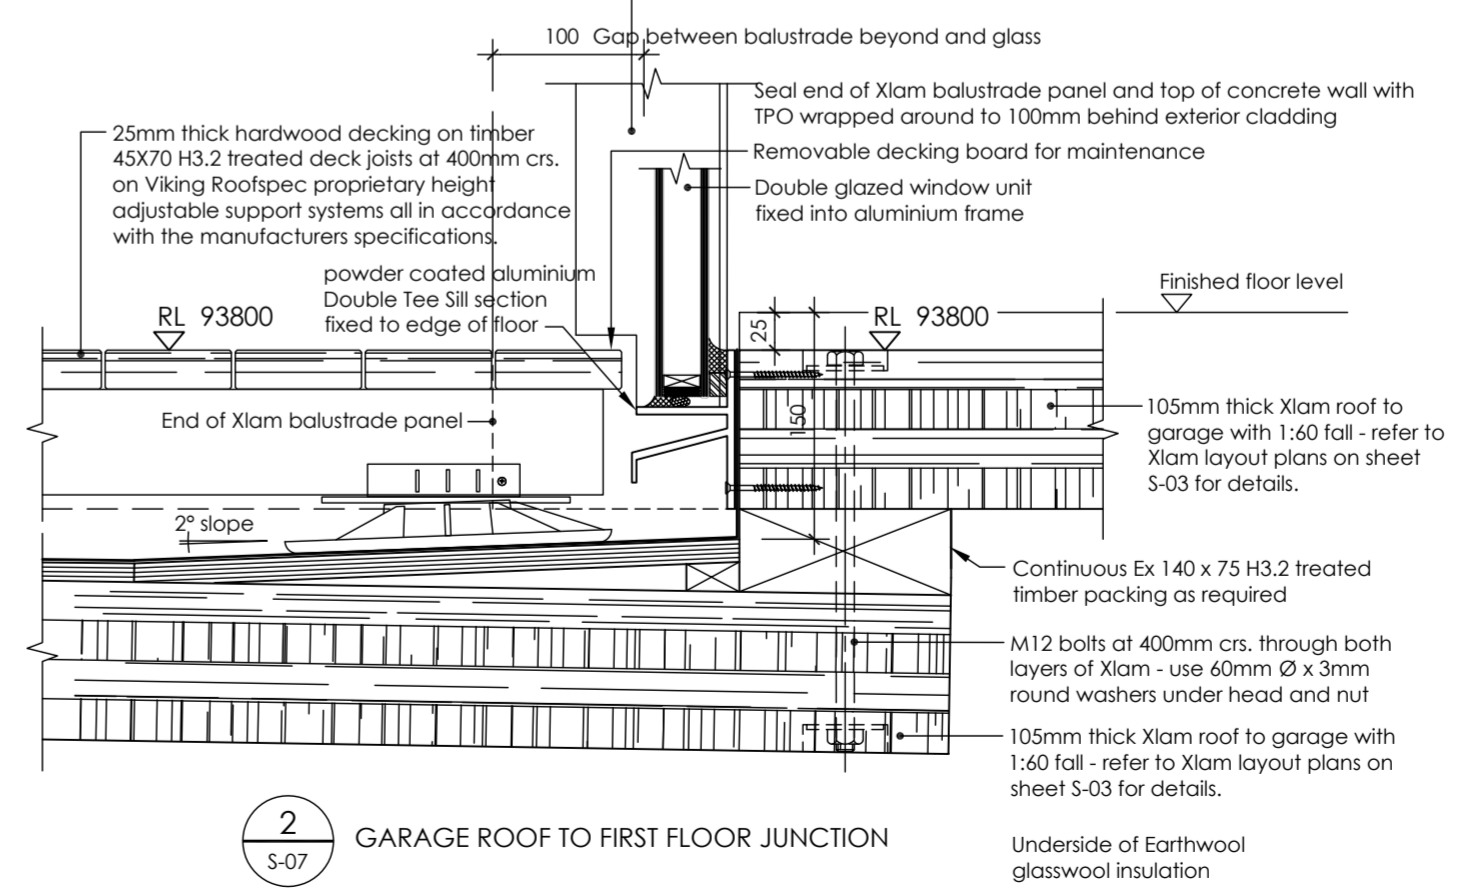 100 Gap between balustrade beyond and glass
Seal end of Xlam balustrade panel and top of concrete wall with
TPO wrapped around to 100mm behind exterior cladding
25mm thick hardwood decking on timber
45X70 H3.2 treated deck joists at 400mm crs.
on Viking Roofspec proprietary height
adjustable support systems all in accordance
with the manufacturers specifications.
Removable decking board for maintenance
Double glazed window unit
fixed into aluminium frame
powder coated aluminium
Double Tee Sill section
fixed to edge of floor
Finished floor level
RL 93800
25
RL 93800
End of Xlam balustrade panel
150
105mm thick Xlam roof to
garage with 1:60 fall - refer to
Xlam layout plans on sheet
S-03 for details.
2° slope
Continuous Ex 140 x 75 H3.2 treated
timber packing as required
M12 bolts at 400mm crs. through both
layers of Xlam - use 60mm Ø x 3mm
round washers under head and nut
105mm thick Xlam roof to garage with
1:60 fall - refer to Xlam layout plans on
sheet S-03 for details.
2
S-07
GARAGE ROOF TO FIRST FLOOR JUNCTION
Underside of Earthwool
glasswool insulation